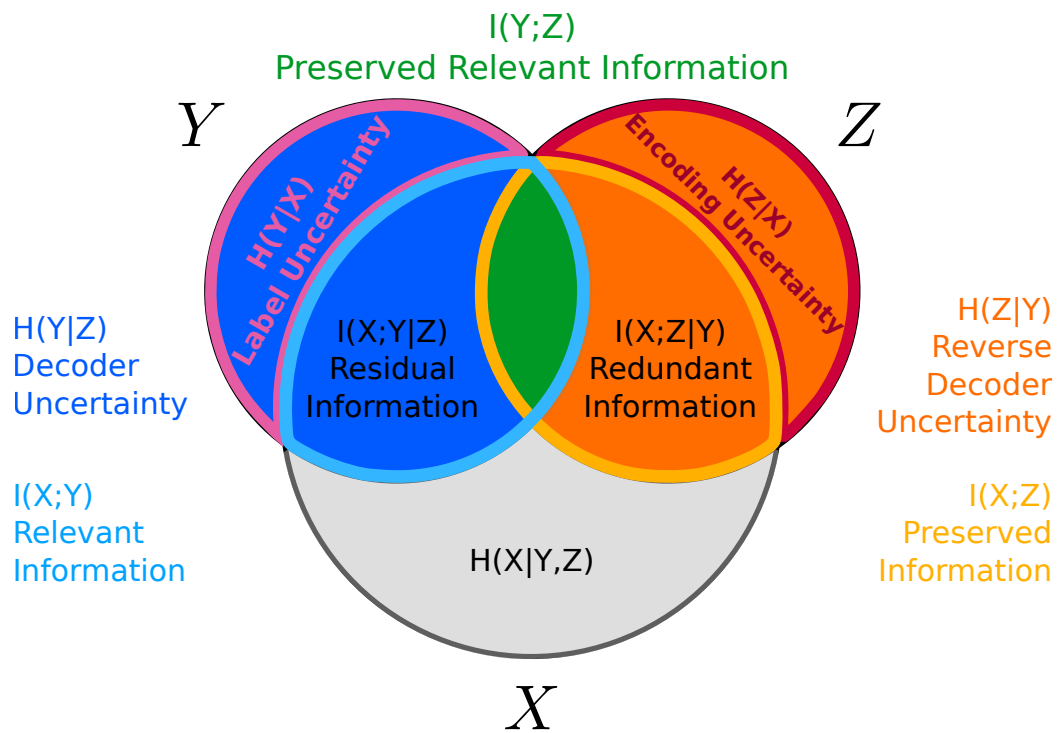 I(Y;Z)
Preserved Relevant Information
Y
Z
H(Y|X)
Label Uncertainty
H(Z|X)
Encoding Uncertainty
I(X;Y|Z)
Residual
Information
I(X;Z|Y)
Redundant
Information
H(Y|Z)
Decoder
Uncertainty
H(Z|Y)
Reverse
Decoder
Uncertainty
I(X;Y)
Relevant
Information
I(X;Z)
Preserved
Information
H(X|Y,Z)
X